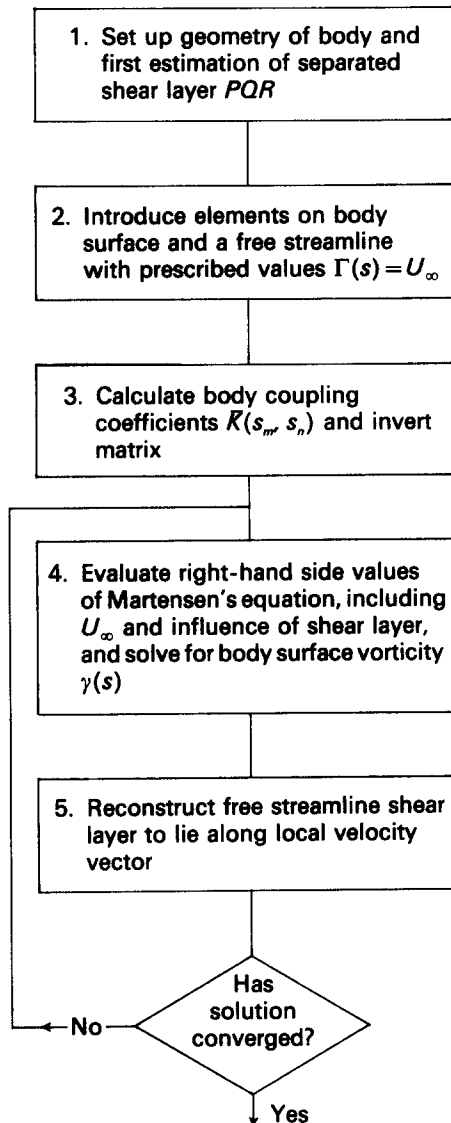 1. Set up geometry of body and
first estimation of separated
shear layer PQR
2. Introduce elements on body
surface and a free streamline
with prescribed values Γ(s) = U∞
3. Calculate body coupling
coefficients K̄(sₘ, sₙ) and invert
matrix
4. Evaluate right-hand side values
of Martensen's equation, including
U∞ and influence of shear layer,
and solve for body surface vorticity
γ(s)
5. Reconstruct free streamline shear
layer to lie along local velocity
vector
Has
solution
converged?
No
Yes